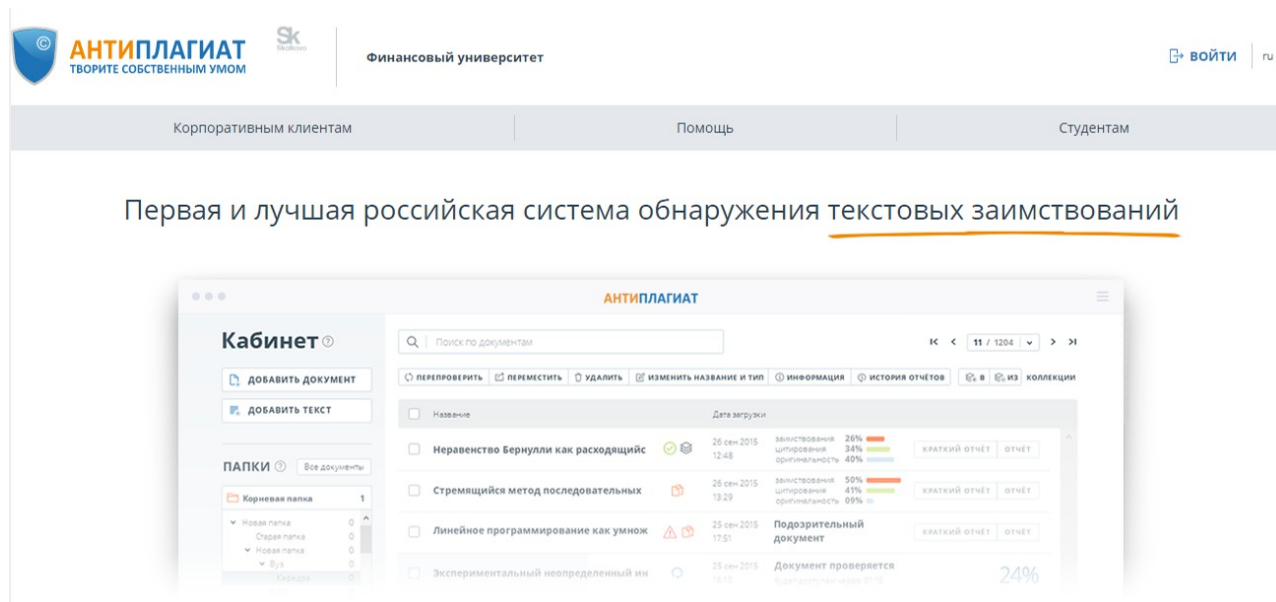 АНТИПЛАГИАТ
ТВОРИТЕ СОБСТВЕННЫМ УМОМ
Sk
Skolkovo
Финансовый университет
ВОЙТИ
ru
Корпоративным клиентам
Помощь
Студентам
Первая и лучшая российская система обнаружения текстовых заимствований
АНТИПЛАГИАТ
Кабинет
Поиск по документам
11 / 1204
ДОБАВИТЬ ДОКУМЕНТ
ПЕРЕПРОВЕРИТЬ ПЕРЕМЕСТИТЬ УДАЛИТЬ ИЗМЕНИТЬ НАЗВАНИЕ И ТИП ИНФОРМАЦИЯ ИСТОРИЯ ОТЧЁТОВ В ИЗ КОЛЛЕКЦИИ
ДОБАВИТЬ ТЕКСТ
Название Дата загрузки
Неравенство Бернулли как расходящийс
26 сен 2015
12:48
заимствования 26%
цитирования 34%
оригинальность 40%
КРАТКИЙ ОТЧЁТ ОТЧЁТ
ПАПКИ Все документы
Стремящийся метод последовательных
26 сен 2015
13:29
заимствования 50%
цитирования 41%
оригинальность 09%
КРАТКИЙ ОТЧЁТ ОТЧЁТ
Корневая папка 1
Новая папка 0
Старая папка 0
Новая папка 0
Вуз 0
Линейное программирование как умнож
25 сен 2015
17:51
Подозрительный
документ
КРАТКИЙ ОТЧЁТ ОТЧЁТ
Экспериментальный неопределенный ин
25 сен 2015
Документ проверяется
24%